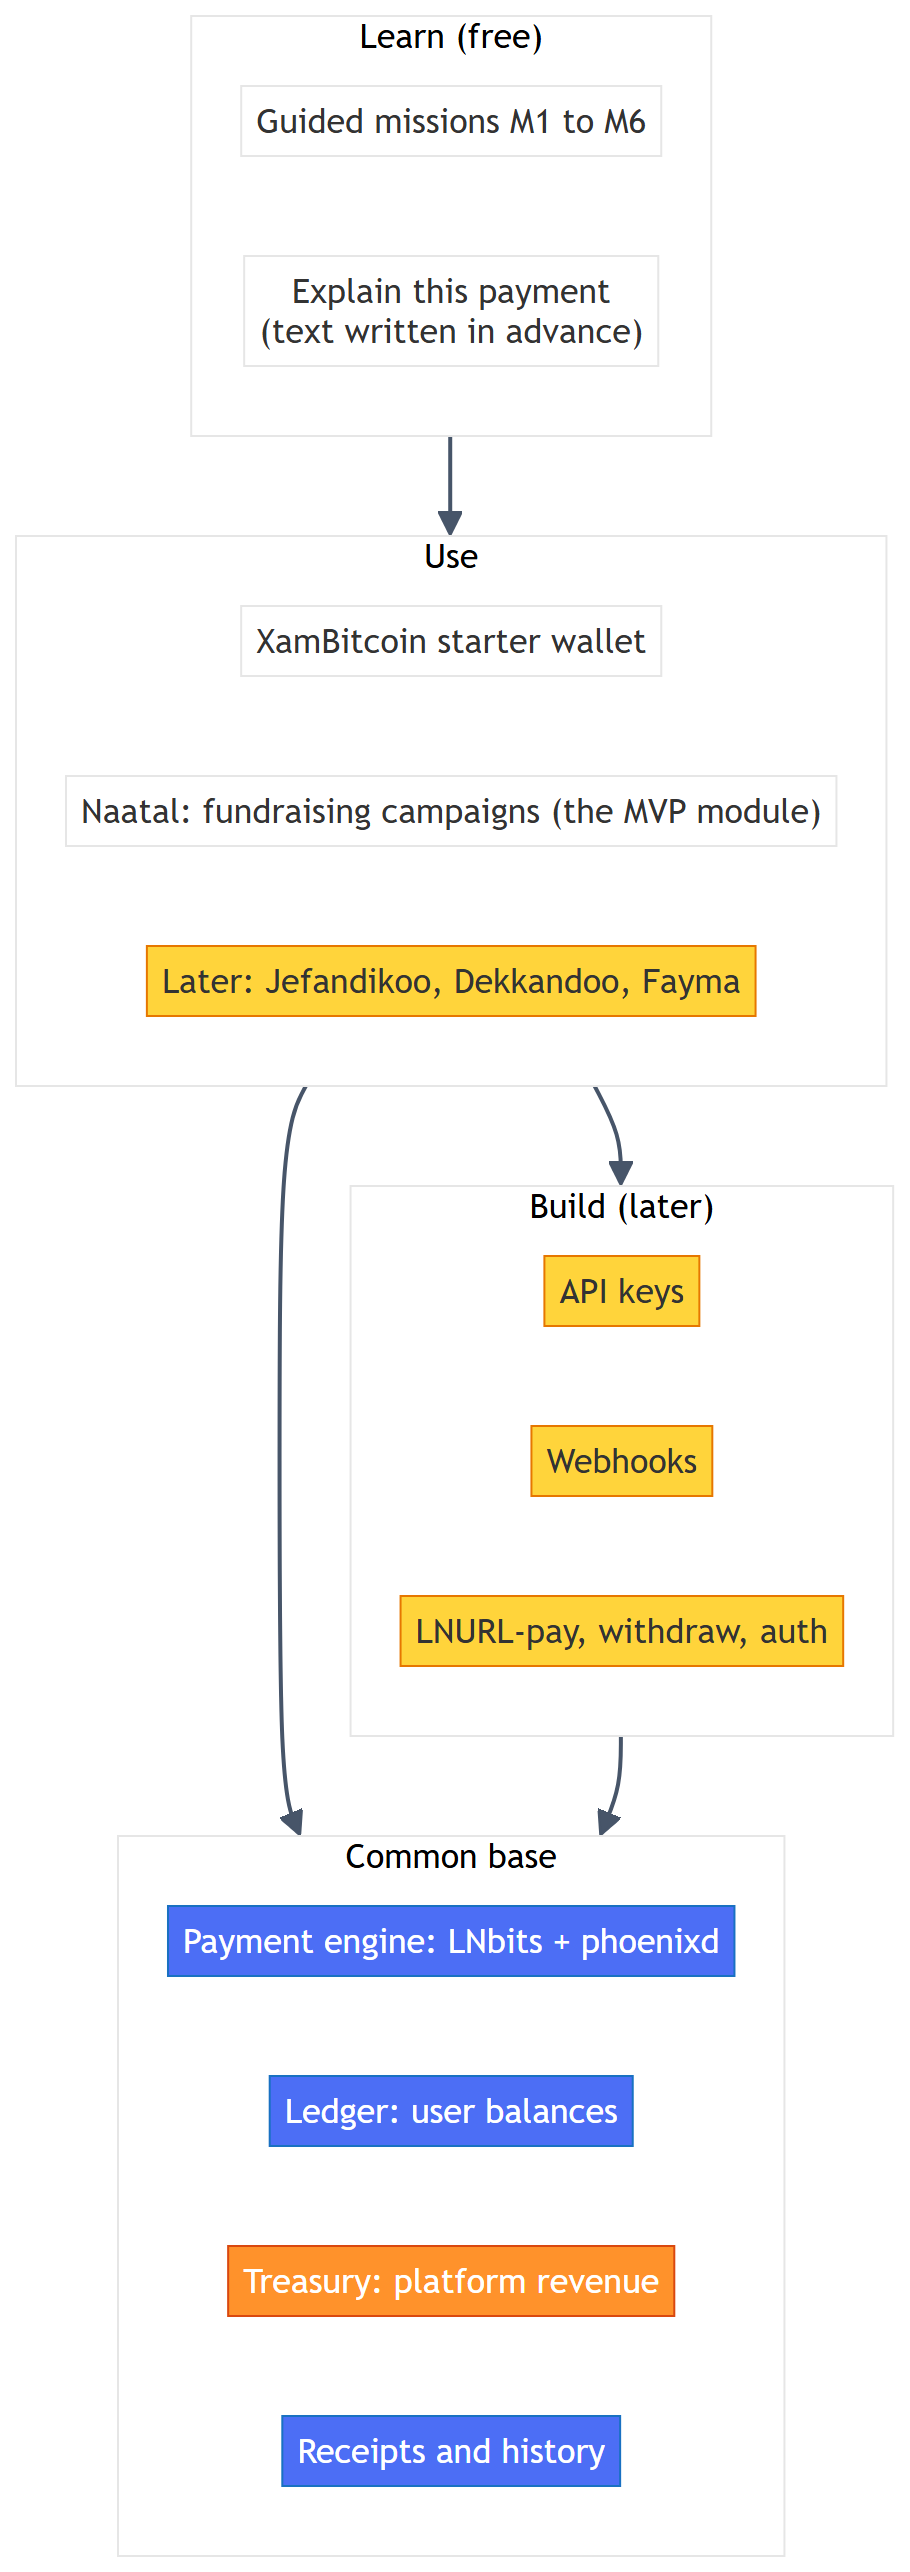 Learn (free)
Guided missions M1 to M6
Explain this payment
(text written in advance)
Use
XamBitcoin starter wallet
Naatal: fundraising campaigns (the MVP module)
Later: Jefandikoo, Dekkandoo, Fayma
Build (later)
API keys
Webhooks
LNURL-pay, withdraw, auth
Common base
Payment engine: LNbits + phoenixd
Ledger: user balances
Treasury: platform revenue
Receipts and history